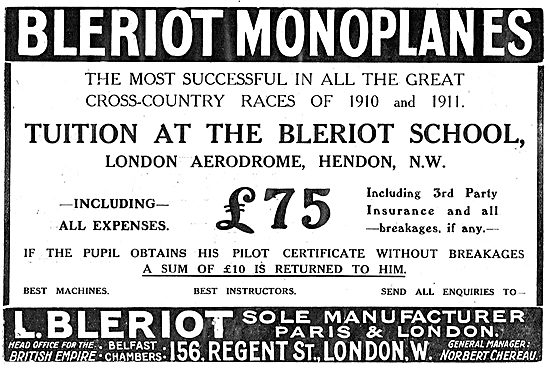 BLERIOT MONOPLANES
THE MOST SUCCESSFUL IN ALL THE GREAT
CROSS-COUNTRY RACES OF 1910 and 1911.
TUITION AT THE BLERIOT SCHOOL,
LONDON AERODROME, HENDON, N.W.
—INCLUDING—
ALL EXPENSES.
£75
Including 3rd Party
Insurance and all
—breakages, if any.—
IF THE PUPIL OBTAINS HIS PILOT CERTIFICATE WITHOUT BREAKAGES
A SUM OF £10 IS RETURNED TO HIM.
BEST MACHINES. BEST INSTRUCTORS. SEND ALL ENQUIRIES TO—
L. BLERIOT SOLE MANUFACTURER
PARIS & LONDON.
HEAD OFFICE FOR THE
BRITISH EMPIRE
· BELFAST ·
· CHAMBERS ·
156, REGENT ST., LONDON, W.
GENERAL MANAGER:
NORBERT CHEREAU.